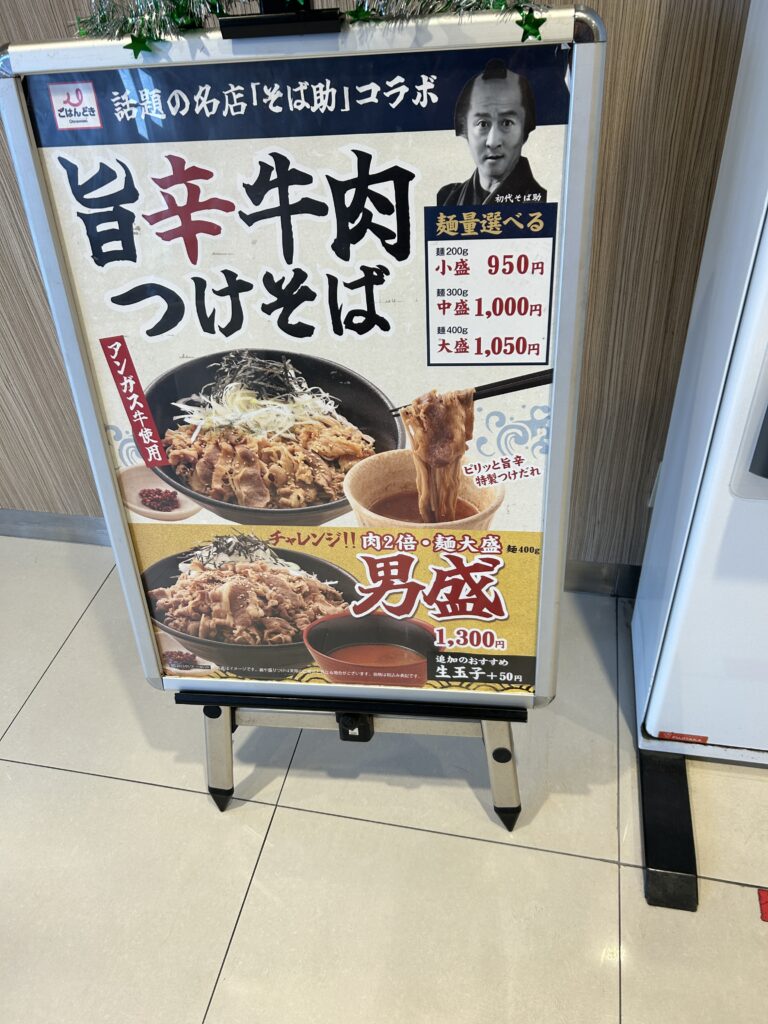 ごはんどき
話題の名店「そば助」コラボ
初代そば助
旨辛牛肉
つけそば
麺量選べる
麺200g
小盛 950円
麺300g
中盛 1,000円
麺400g
大盛 1,050円
アンガス牛使用
ピリッと旨辛
特製つけだれ
チャレンジ!! 肉2倍・麺大盛 麺400g
男盛
1,300円
追加のおすすめ
生玉子+50円
FUJITAKA